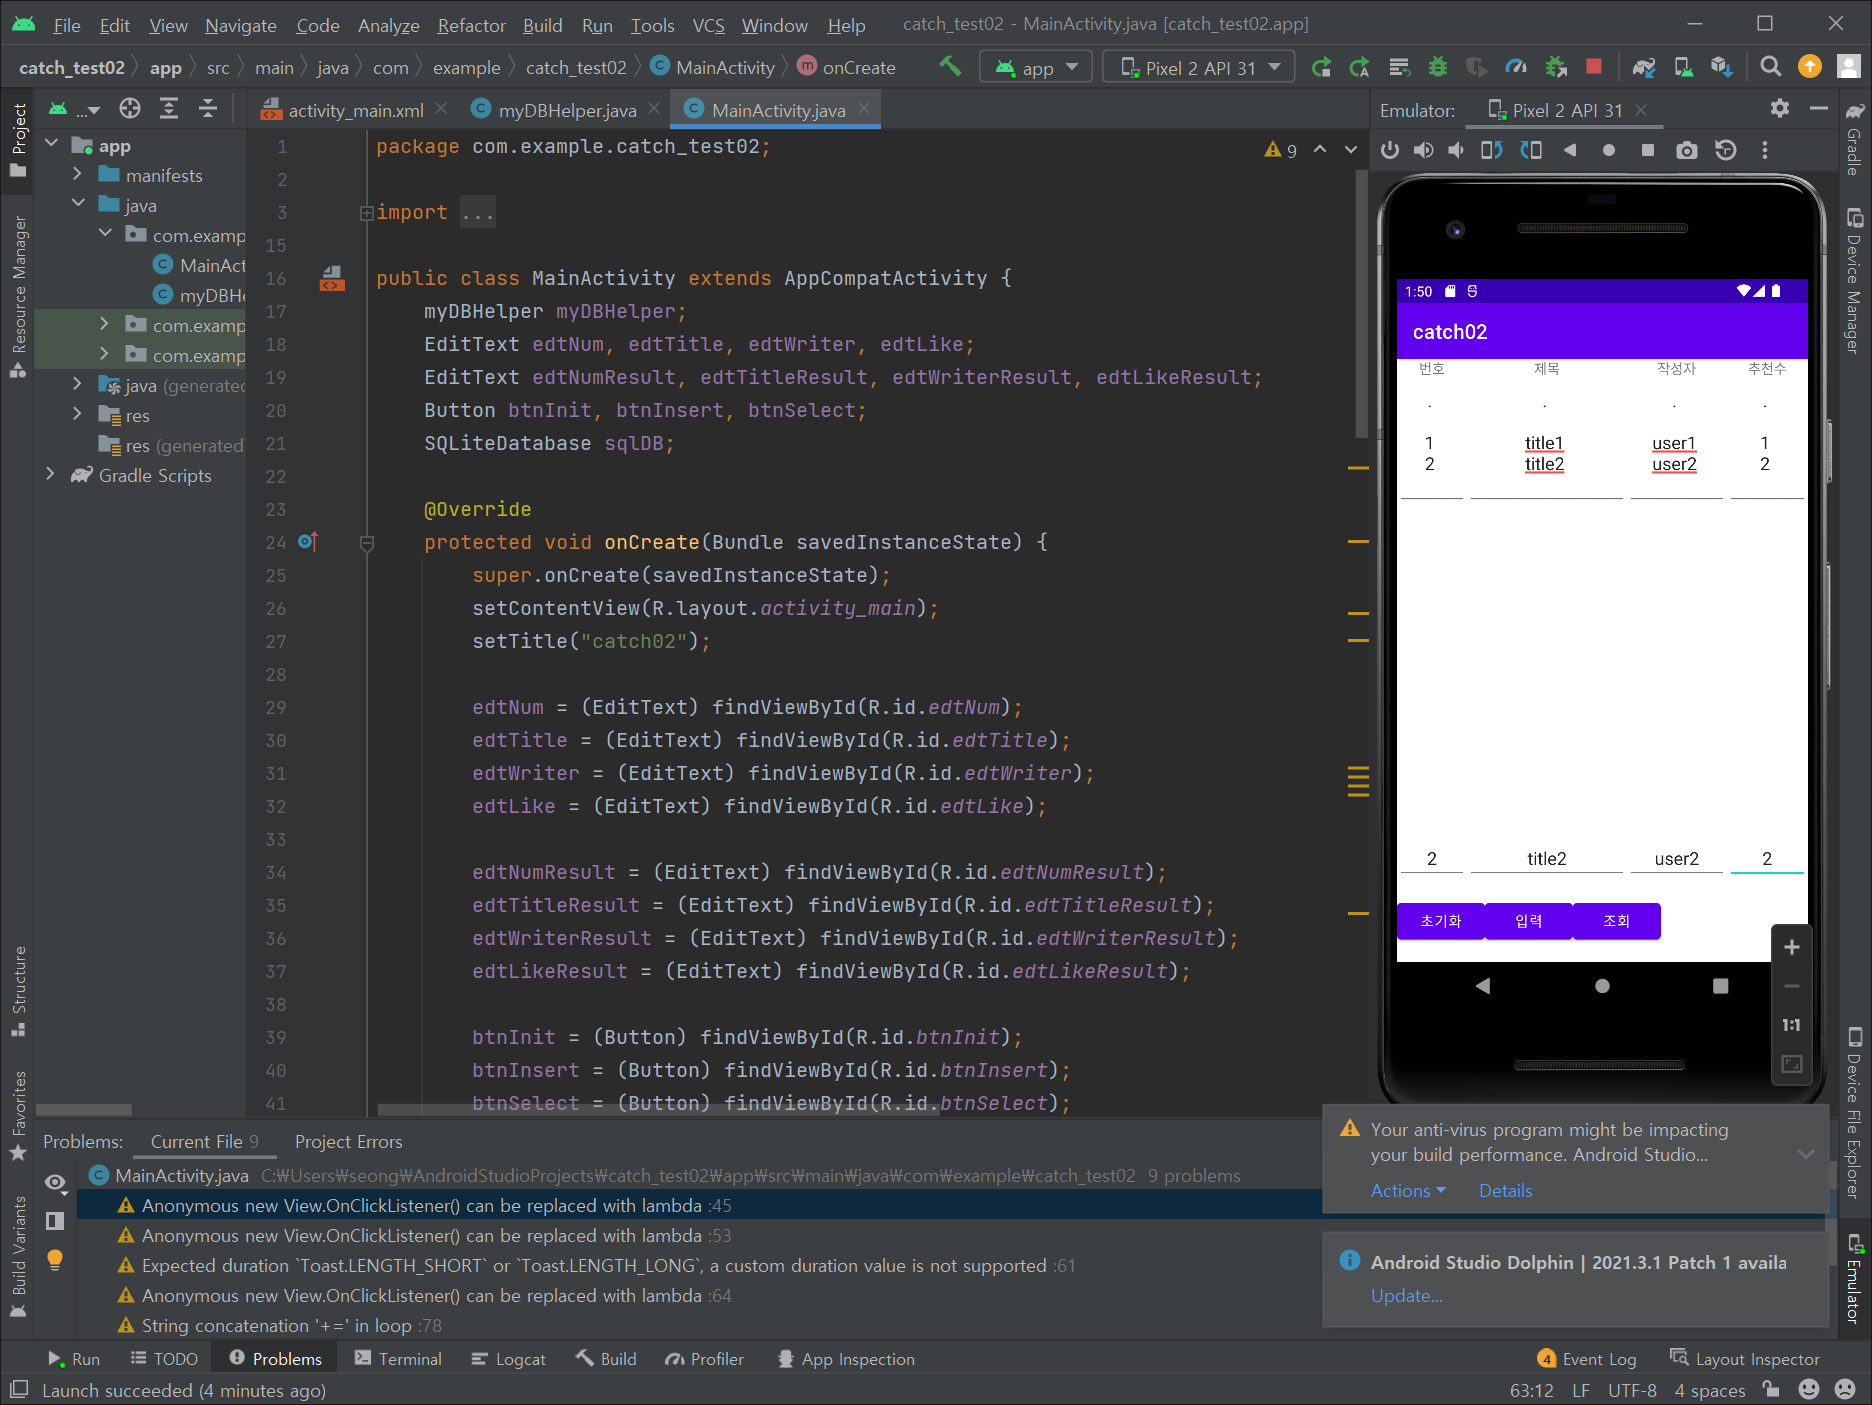 File Edit View Navigate Code Analyze Refactor Build Run Tools VCS Window Help catch_test02 - MainActivity.java [catch_test02.app]
catch_test02 app src main java com example catch_test02 MainActivity onCreate app Pixel 2 API 31
Project
Resource Manager
Structure
Favorites
Build Variants
...
app
manifests
java
com.examp
MainAct
myDBHe
com.examp
com.examp
java (generated
res
res (generated
Gradle Scripts
activity_main.xml myDBHelper.java MainActivity.java
9
1 package com.example.catch_test02;
2
3 import ...
15
16 public class MainActivity extends AppCompatActivity {
17 myDBHelper myDBHelper;
18 EditText edtNum, edtTitle, edtWriter, edtLike;
19 EditText edtNumResult, edtTitleResult, edtWriterResult, edtLikeResult;
20 Button btnInit, btnInsert, btnSelect;
21 SQLiteDatabase sqlDB;
22
23 @Override
24 protected void onCreate(Bundle savedInstanceState) {
25 super.onCreate(savedInstanceState);
26 setContentView(R.layout.activity_main);
27 setTitle("catch02");
28
29 edtNum = (EditText) findViewById(R.id.edtNum);
30 edtTitle = (EditText) findViewById(R.id.edtTitle);
31 edtWriter = (EditText) findViewById(R.id.edtWriter);
32 edtLike = (EditText) findViewById(R.id.edtLike);
33
34 edtNumResult = (EditText) findViewById(R.id.edtNumResult);
35 edtTitleResult = (EditText) findViewById(R.id.edtTitleResult);
36 edtWriterResult = (EditText) findViewById(R.id.edtWriterResult);
37 edtLikeResult = (EditText) findViewById(R.id.edtLikeResult);
38
39 btnInit = (Button) findViewById(R.id.btnInit);
40 btnInsert = (Button) findViewById(R.id.btnInsert);
41 btnSelect = (Button) findViewById(R.id.btnSelect);
Emulator: Pixel 2 API 31
1:50
catch02
번호 제목 작성자 추천수
. . . .
1 title1 user1 1
2 title2 user2 2
2 title2 user2 2
초기화 입력 조회
1:1
Gradle
Device Manager
Device File Explorer
Emulator
Problems: Current File 9 Project Errors
MainActivity.java C:₩Users₩seong₩AndroidStudioProjects₩catch_test02₩app₩src₩main₩java₩com₩example₩catch_test02 9 problems
Anonymous new View.OnClickListener() can be replaced with lambda :45
Anonymous new View.OnClickListener() can be replaced with lambda :53
Expected duration `Toast.LENGTH_SHORT` or `Toast.LENGTH_LONG`, a custom duration value is not supported :61
Anonymous new View.OnClickListener() can be replaced with lambda :64
String concatenation '+=' in loop :78
Your anti-virus program might be impacting
your build performance. Android Studio...
Actions Details
Android Studio Dolphin | 2021.3.1 Patch 1 availa
Update...
Run TODO Problems Terminal Logcat Build Profiler App Inspection 4 Event Log Layout Inspector
Launch succeeded (4 minutes ago) 63:12 LF UTF-8 4 spaces